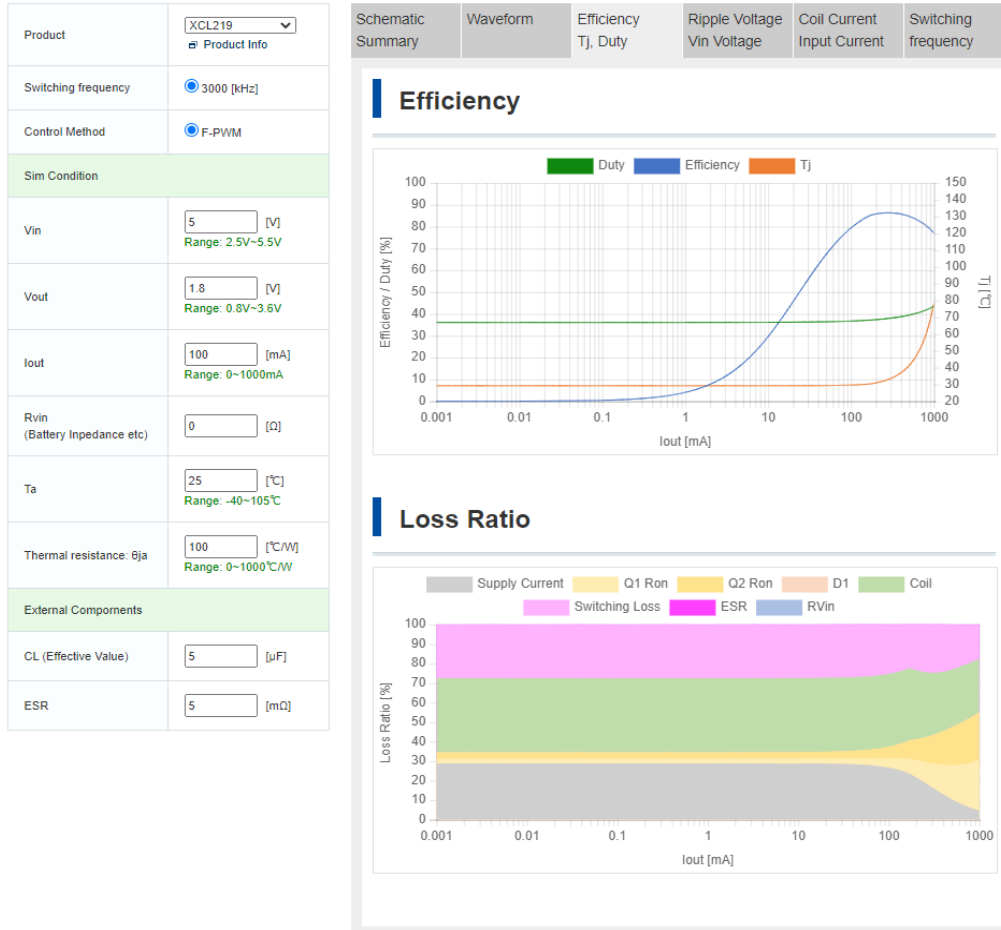 Product
XCL219
Product Info
Switching frequency
3000 [kHz]
Control Method
F-PWM
Sim Condition
Vin
5 [V]
Range: 2.5V~5.5V
Vout
1.8 [V]
Range: 0.8V~3.6V
Iout
100 [mA]
Range: 0~1000mA
Rvin
(Battery Inpedance etc)
0 [Ω]
Ta
25 [℃]
Range: -40~105℃
Thermal resistance: θja
100 [℃/W]
Range: 0~1000℃/W
External Compornents
CL (Effective Value)
5 [μF]
ESR
5 [mΩ]
Schematic
Summary
Waveform
Efficiency
Tj, Duty
Ripple Voltage
Vin Voltage
Coil Current
Input Current
Switching
frequency
Efficiency
Duty Efficiency Tj
100 150
90 140
80 130
70 120
60 110
50 100
40 90
30 80
20 70
10 60
0 50
40
30
20
Efficiency / Duty [%]
Tj [℃]
0.001 0.01 0.1 1 10 100 1000
Iout [mA]
Loss Ratio
Supply Current Q1 Ron Q2 Ron D1 Coil
Switching Loss ESR RVin
100
90
80
70
60
50
40
30
20
10
0
Loss Ratio [%]
0.001 0.01 0.1 1 10 100 1000
Iout [mA]